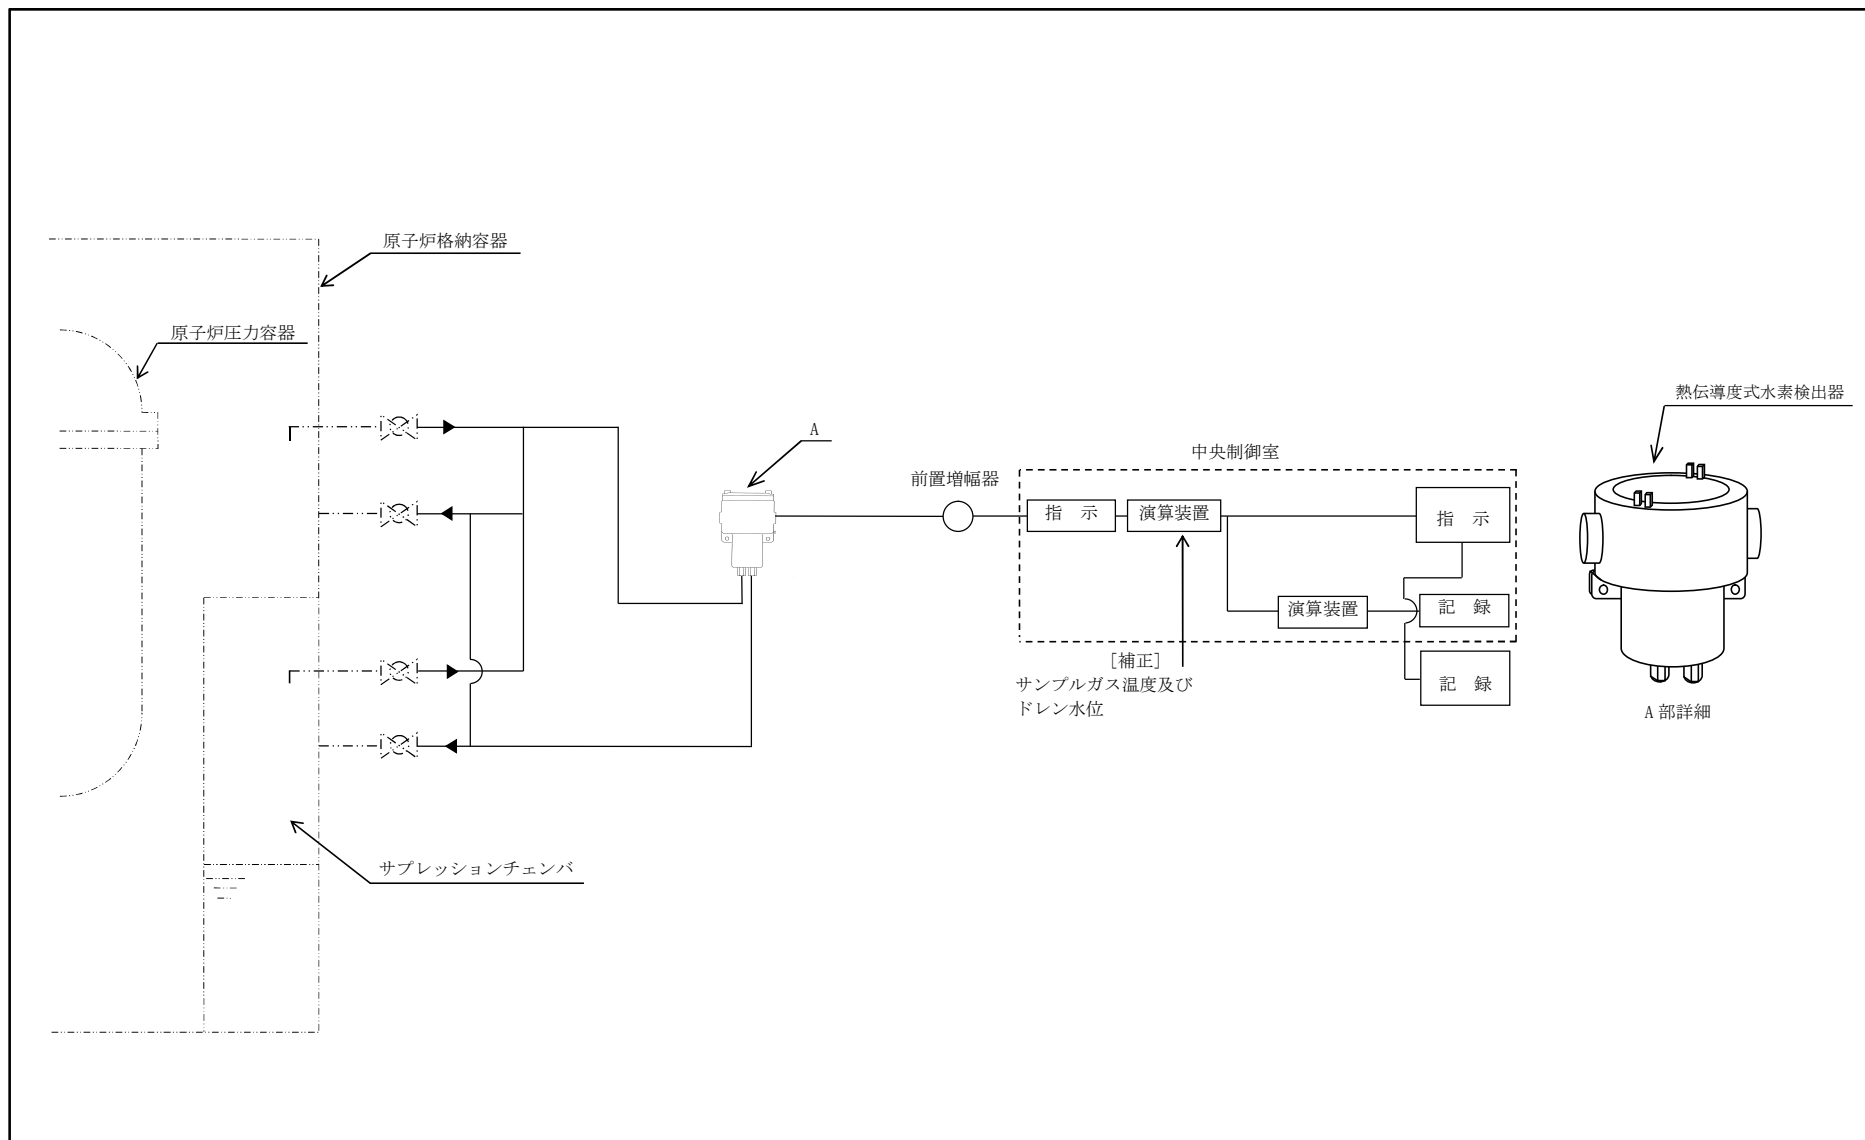 原子炉格納容器
原子炉圧力容器
熱伝導度式水素検出器
A
中央制御室
前置増幅器
指　示
演算装置
指　示
演算装置
記　録
［補正］
サンプルガス温度及び
ドレン水位
記　録
A 部詳細
サプレッションチェンバ